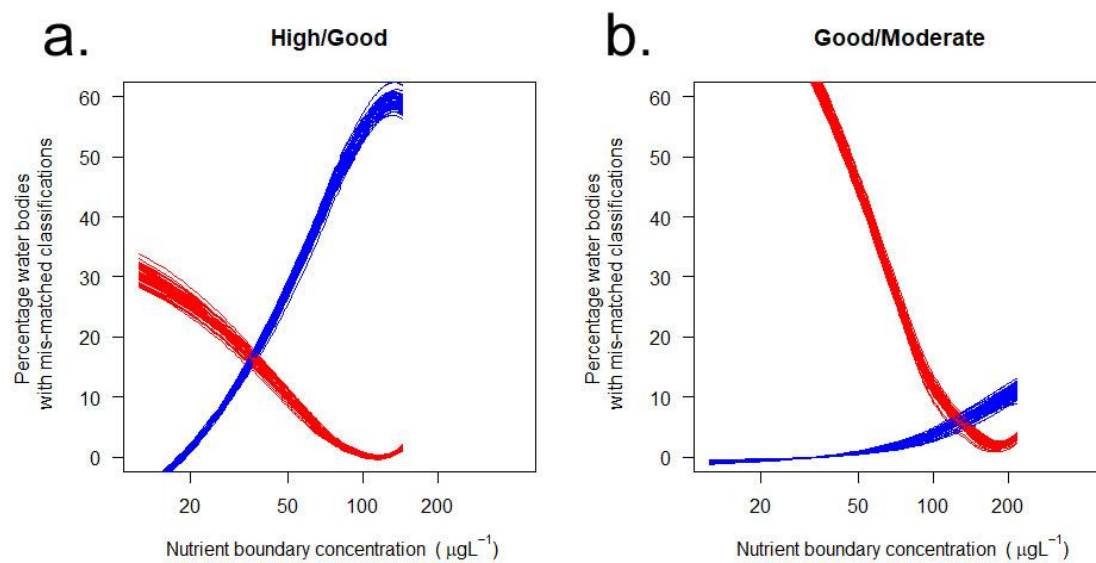 a.
High/Good
Percentage water bodies
with mis-matched classifications
60
50
40
30
20
10
0
20
50
100
200
Nutrient boundary concentration ( µgL⁻¹)
b.
Good/Moderate
Percentage water bodies
with mis-matched classifications
60
50
40
30
20
10
0
20
50
100
200
Nutrient boundary concentration ( µgL⁻¹)